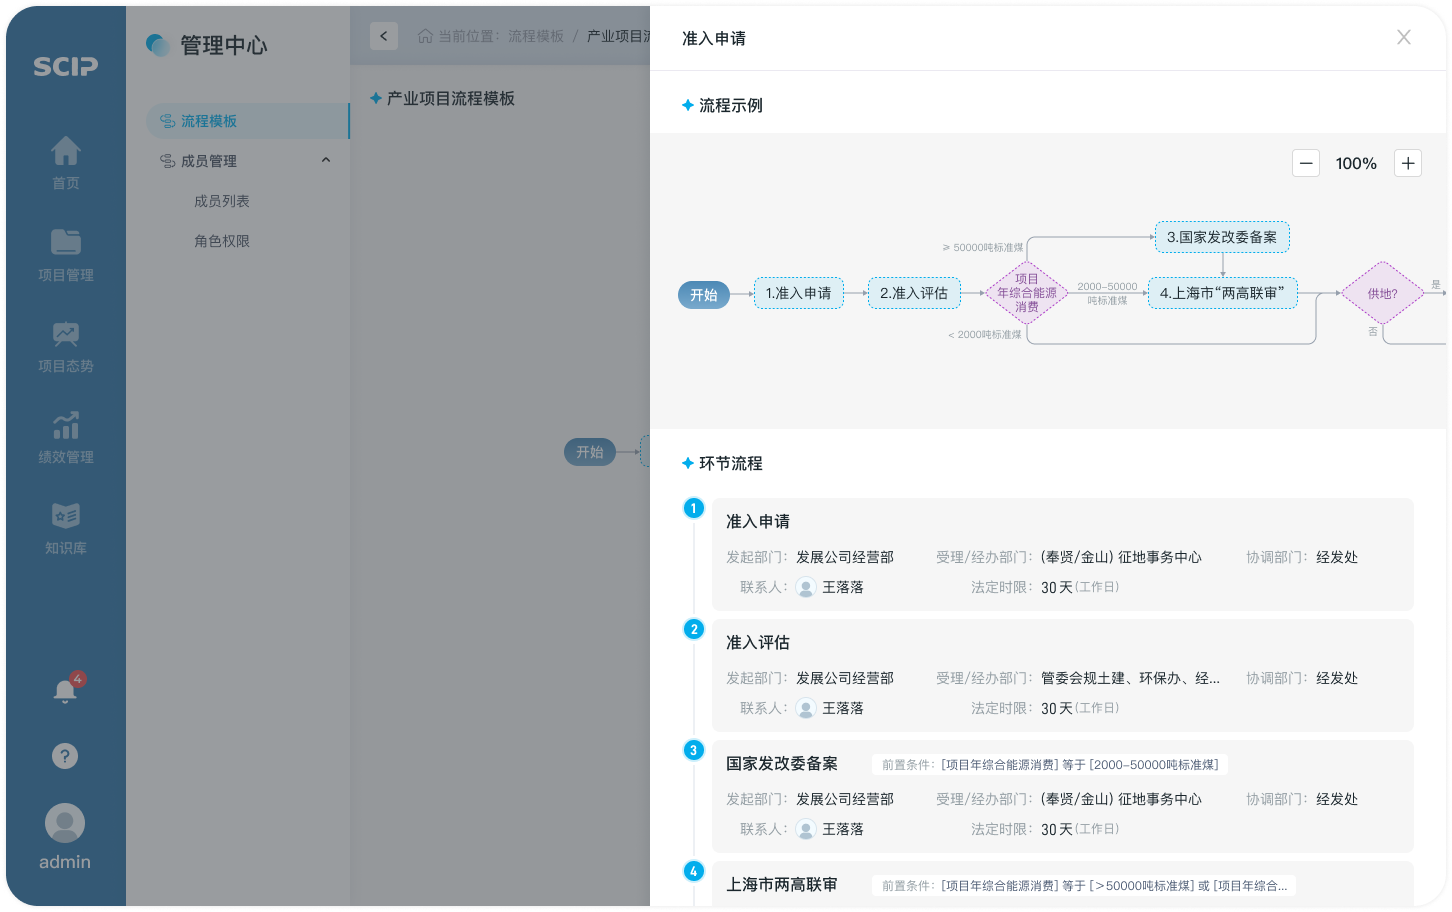 SCIP
首页
项目管理
项目态势
绩效管理
知识库
4
?
admin
管理中心
流程模板
成员管理
成员列表
角色权限
当前位置： 流程模板 / 产业项目流
产业项目流程模板
开始
准入申请
流程示例
100%
开始
1.准入申请
2.准入评估
项目
年综合能源
消费
≥ 50000吨标准煤
2000-50000
吨标准煤
< 2000吨标准煤
3.国家发改委备案
4.上海市“两高联审”
供地?
是
否
环节流程
1
准入申请
发起部门： 发展公司经营部 受理/经办部门： (奉贤/金山) 征地事务中心 协调部门： 经发处
联系人： 王落落 法定时限： 30 天 (工作日)
2
准入评估
发起部门： 发展公司经营部 受理/经办部门： 管委会规土建、环保办、经... 协调部门： 经发处
联系人： 王落落 法定时限： 30 天 (工作日)
3
国家发改委备案 前置条件： [项目年综合能源消费] 等于 [2000-50000吨标准煤]
发起部门： 发展公司经营部 受理/经办部门： (奉贤/金山) 征地事务中心 协调部门： 经发处
联系人： 王落落 法定时限： 30 天 (工作日)
4
上海市两高联审 前置条件： [项目年综合能源消费] 等于 [>50000吨标准煤] 或 [项目年综合...